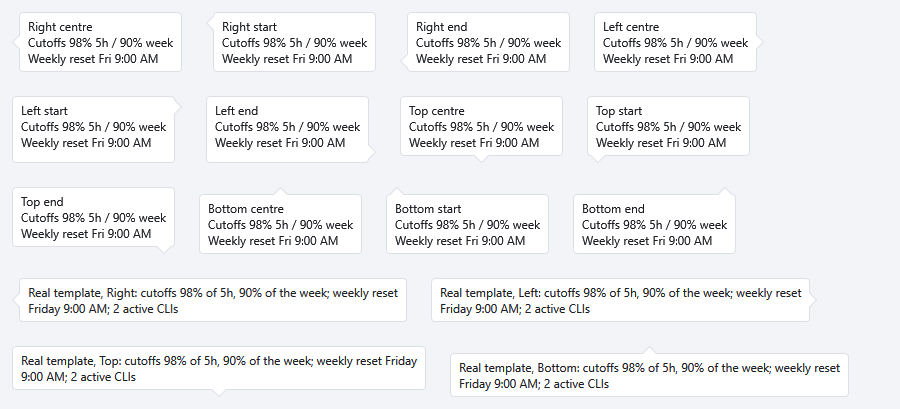 Right centre
Cutoffs 98% 5h / 90% week
Weekly reset Fri 9:00 AM
Right start
Cutoffs 98% 5h / 90% week
Weekly reset Fri 9:00 AM
Right end
Cutoffs 98% 5h / 90% week
Weekly reset Fri 9:00 AM
Left centre
Cutoffs 98% 5h / 90% week
Weekly reset Fri 9:00 AM
Left start
Cutoffs 98% 5h / 90% week
Weekly reset Fri 9:00 AM
Left end
Cutoffs 98% 5h / 90% week
Weekly reset Fri 9:00 AM
Top centre
Cutoffs 98% 5h / 90% week
Weekly reset Fri 9:00 AM
Top start
Cutoffs 98% 5h / 90% week
Weekly reset Fri 9:00 AM
Top end
Cutoffs 98% 5h / 90% week
Weekly reset Fri 9:00 AM
Bottom centre
Cutoffs 98% 5h / 90% week
Weekly reset Fri 9:00 AM
Bottom start
Cutoffs 98% 5h / 90% week
Weekly reset Fri 9:00 AM
Bottom end
Cutoffs 98% 5h / 90% week
Weekly reset Fri 9:00 AM
Real template, Right: cutoffs 98% of 5h, 90% of the week; weekly reset
Friday 9:00 AM; 2 active CLIs
Real template, Left: cutoffs 98% of 5h, 90% of the week; weekly reset
Friday 9:00 AM; 2 active CLIs
Real template, Top: cutoffs 98% of 5h, 90% of the week; weekly reset Friday
9:00 AM; 2 active CLIs
Real template, Bottom: cutoffs 98% of 5h, 90% of the week; weekly reset
Friday 9:00 AM; 2 active CLIs